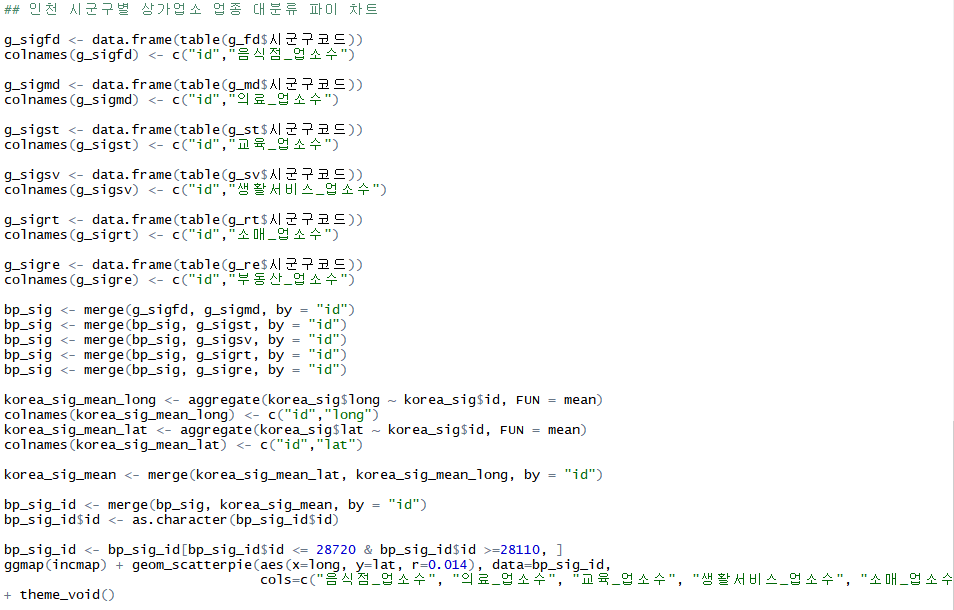 ## 인천 시군구별 상가업소 업종 대분류 파이 차트
g_sigfd <- data.frame(table(g_fd$시군구코드))
colnames(g_sigfd) <- c("id","음식점_업소수")
g_sigmd <- data.frame(table(g_md$시군구코드))
colnames(g_sigmd) <- c("id","의료_업소수")
g_sigst <- data.frame(table(g_st$시군구코드))
colnames(g_sigst) <- c("id","교육_업소수")
g_sigsv <- data.frame(table(g_sv$시군구코드))
colnames(g_sigsv) <- c("id","생활서비스_업소수")
g_sigrt <- data.frame(table(g_rt$시군구코드))
colnames(g_sigrt) <- c("id","소매_업소수")
g_sigre <- data.frame(table(g_re$시군구코드))
colnames(g_sigre) <- c("id","부동산_업소수")
bp_sig <- merge(g_sigfd, g_sigmd, by = "id")
bp_sig <- merge(bp_sig, g_sigst, by = "id")
bp_sig <- merge(bp_sig, g_sigsv, by = "id")
bp_sig <- merge(bp_sig, g_sigrt, by = "id")
bp_sig <- merge(bp_sig, g_sigre, by = "id")
korea_sig_mean_long <- aggregate(korea_sig$long ~ korea_sig$id, FUN = mean)
colnames(korea_sig_mean_long) <- c("id","long")
korea_sig_mean_lat <- aggregate(korea_sig$lat ~ korea_sig$id, FUN = mean)
colnames(korea_sig_mean_lat) <- c("id","lat")
korea_sig_mean <- merge(korea_sig_mean_lat, korea_sig_mean_long, by = "id")
bp_sig_id <- merge(bp_sig, korea_sig_mean, by = "id")
bp_sig_id$id <- as.character(bp_sig_id$id)
bp_sig_id <- bp_sig_id[bp_sig_id$id <= 28720 & bp_sig_id$id >=28110, ]
ggmap(incmap) + geom_scatterpie(aes(x=long, y=lat, r=0.014), data=bp_sig_id,
cols=c("음식점_업소수", "의료_업소수", "교육_업소수", "생활서비스_업소수", "소매_업소수
+ theme_void()